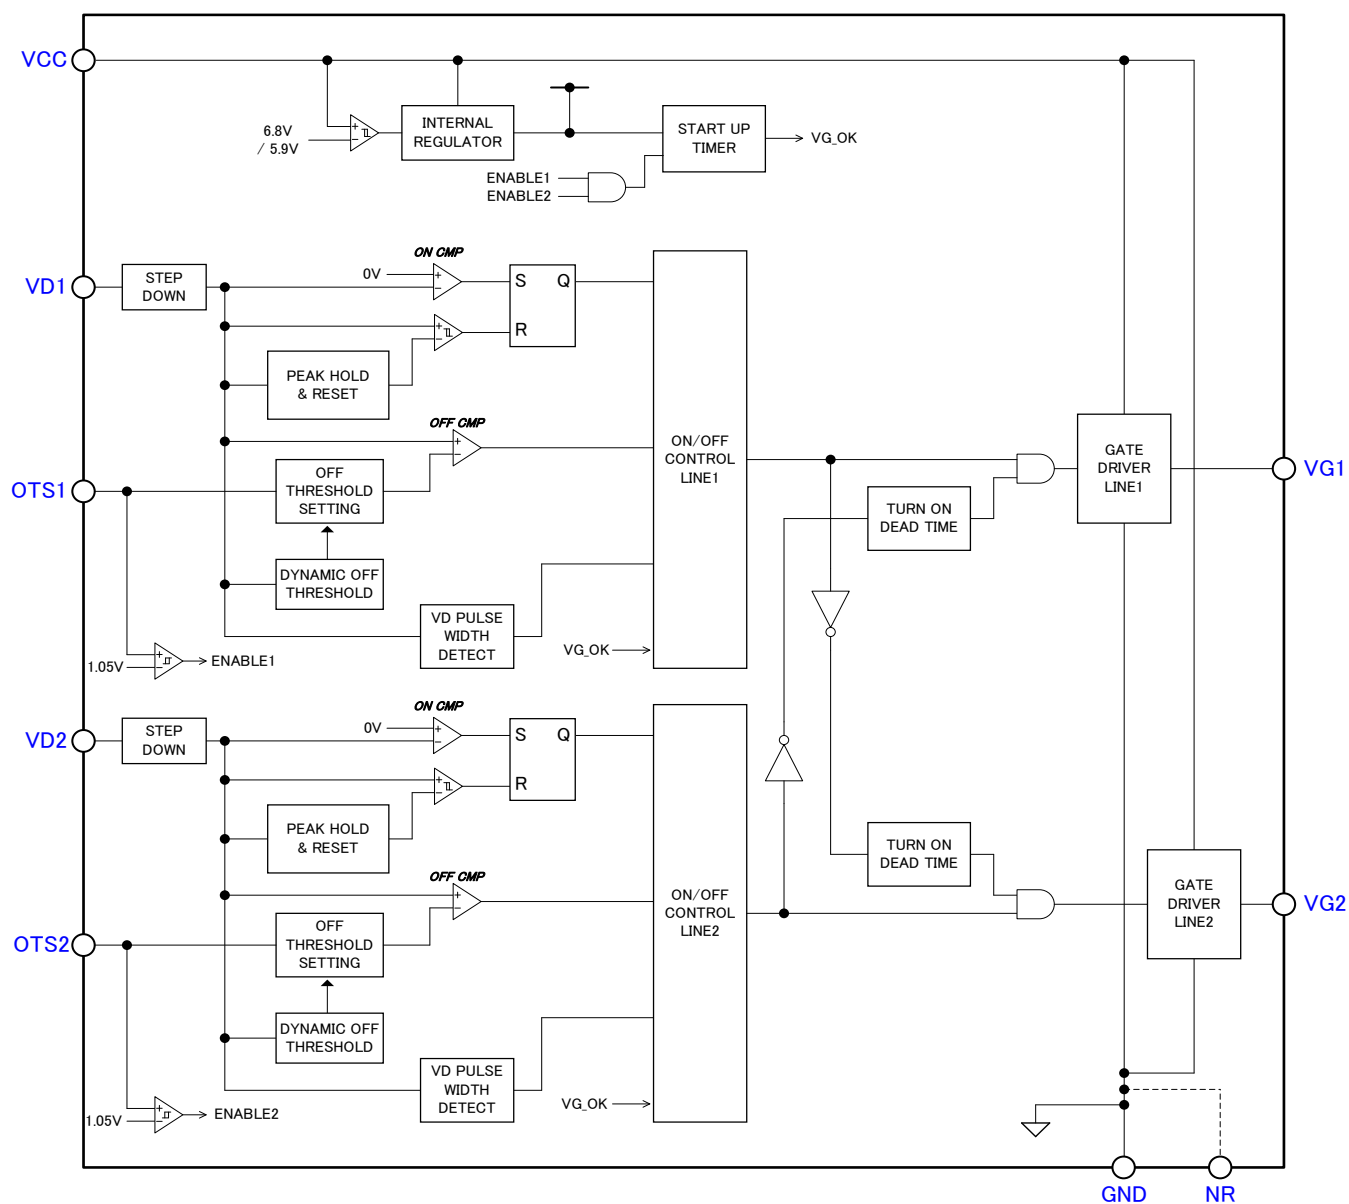 VCC
6.8V
/ 5.9V
+
−
INTERNAL
REGULATOR
START UP
TIMER
VG_OK
ENABLE1
ENABLE2
VD1
STEP
DOWN
ON CMP
0V
+
−
S Q
R
+
−
PEAK HOLD
& RESET
OFF CMP
+
−
OTS1
OFF
THRESHOLD
SETTING
DYNAMIC OFF
THRESHOLD
VD PULSE
WIDTH
DETECT
1.05V
+
−
ENABLE1
VG_OK
ON/OFF
CONTROL
LINE1
TURN ON
DEAD TIME
GATE
DRIVER
LINE1
VG1
VD2
STEP
DOWN
ON CMP
0V
+
−
S Q
R
+
−
PEAK HOLD
& RESET
OFF CMP
+
−
OTS2
OFF
THRESHOLD
SETTING
DYNAMIC OFF
THRESHOLD
VD PULSE
WIDTH
DETECT
1.05V
+
−
ENABLE2
VG_OK
ON/OFF
CONTROL
LINE2
TURN ON
DEAD TIME
GATE
DRIVER
LINE2
VG2
GND
NR